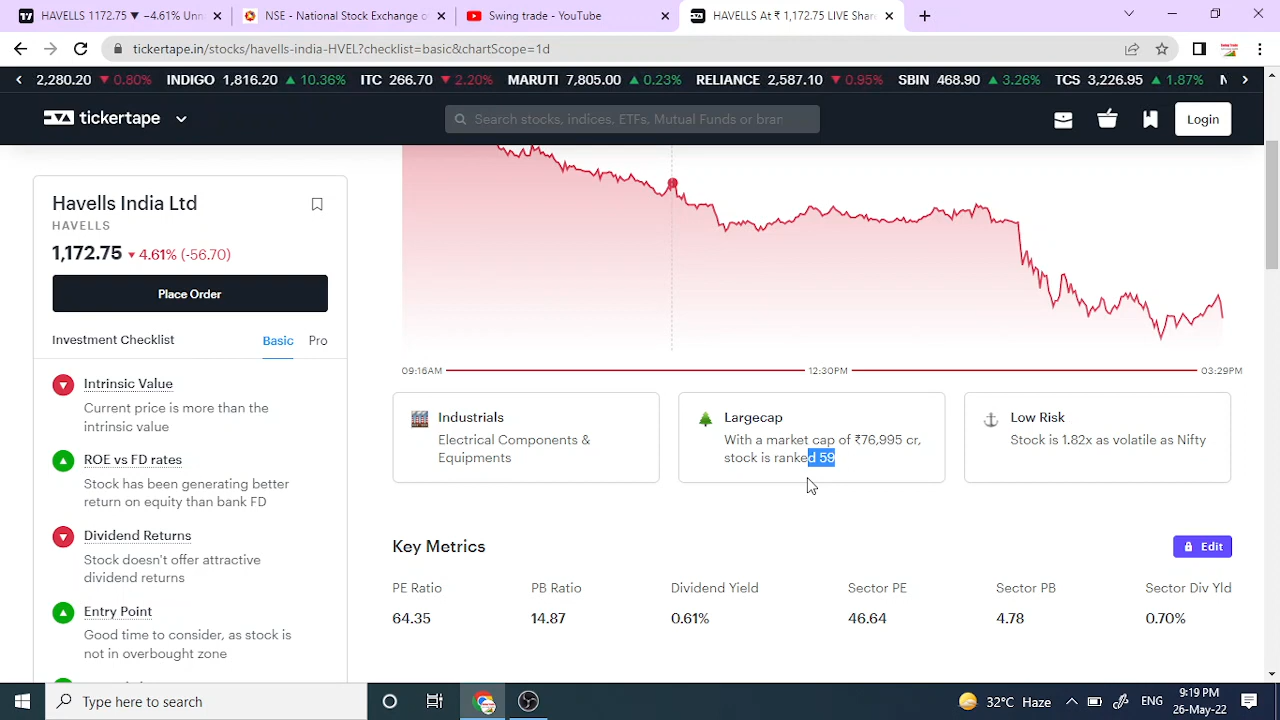 HAVELLS 1172.75 ▼ −4.61% Unn
NSE - National Stock Exchange
Swing trade - YouTube
HAVELLS At ₹ 1,172.75 LIVE Share
tickertape.in/stocks/havells-india-HVEL?checklist=basic&chartScope=1d
2,280.20 ▼ 0.80% INDIGO 1,816.20 ▲ 10.36% ITC 266.70 ▼ 2.20% MARUTI 7,805.00 ▲ 0.23% RELIANCE 2,587.10 ▼ 0.95% SBIN 468.90 ▲ 3.26% TCS 3,226.95 ▲ 1.87% N
tickertape
Search stocks, indices, ETFs, Mutual Funds or bran
Login
Havells India Ltd
HAVELLS
1,172.75 ▼ 4.61% (-56.70)
Place Order
Investment Checklist
Basic
Pro
Intrinsic Value
Current price is more than the
intrinsic value
ROE vs FD rates
Stock has been generating better
return on equity than bank FD
Dividend Returns
Stock doesn't offer attractive
dividend returns
Entry Point
Good time to consider, as stock is
not in overbought zone
09:16AM
12:30PM
03:29PM
Industrials
Electrical Components &
Equipments
Largecap
With a market cap of ₹76,995 cr,
stock is ranked 59
Low Risk
Stock is 1.82x as volatile as Nifty
Key Metrics
Edit
PE Ratio PB Ratio Dividend Yield Sector PE Sector PB Sector Div Yld
64.35 14.87 0.61% 46.64 4.78 0.70%
Type here to search
32°C Haze
ENG
9:19 PM
26-May-22